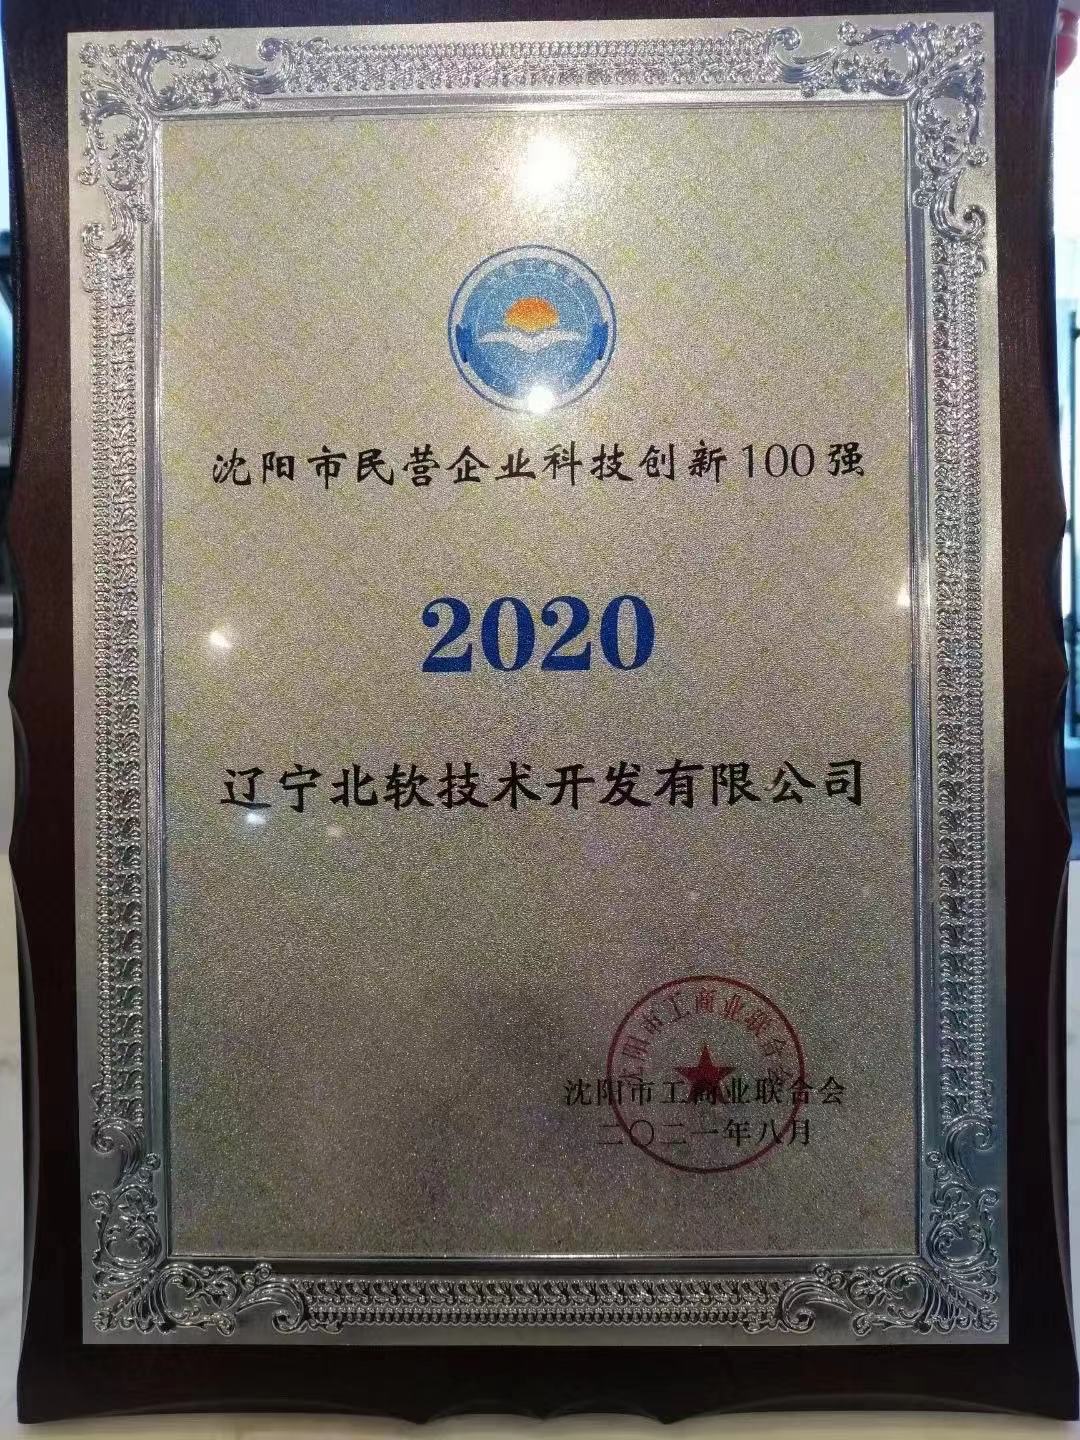 沈阳市民营企业科技创新100强
2020
辽宁北软技术开发有限公司
沈阳市工商业联合会
沈阳市工商业联合会
二〇二一年八月